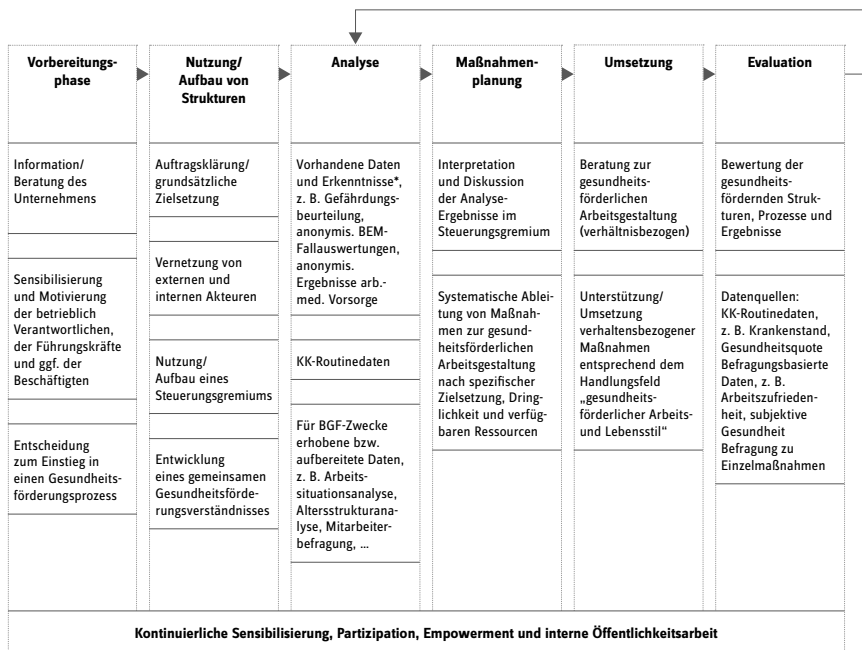 Vorbereitungs-
phase
Information/
Beratung des
Unternehmens
Sensibilisierung
und Motivierung
der betrieblich
Verantwortlichen,
der Führungskräfte
und ggf. der
Beschäftigten
Entscheidung
zum Einstieg in
einen Gesundheits-
förderungsprozess
Nutzung/
Aufbau von
Strukturen
Auftragsklärung/
grundsätzliche
Zielsetzung
Vernetzung von
externen und
internen Akteuren
Nutzung/
Aufbau eines
Steuerungsgremiums
Entwicklung
eines gemeinsamen
Gesundheitsförde-
rungsverständnisses
Analyse
Vorhandene Daten
und Erkenntnisse*,
z. B. Gefährdungs-
beurteilung,
anonymis. BEM-
Fallauswertungen,
anonymis.
Ergebnisse arb.-
med. Vorsorge
KK-Routinedaten
Für BGF-Zwecke
erhobene bzw.
aufbereitete Daten,
z. B. Arbeits-
situationsanalyse,
Altersstrukturana-
lyse, Mitarbeiter-
befragung, ...
Maßnahmen-
planung
Interpretation
und Diskussion
der Analyse-
Ergebnisse im
Steuerungsgremium
Systematische Ablei-
tung von Maßnah-
men zur gesund-
heitsförderlichen
Arbeitsgestaltung
nach spezifischer
Zielsetzung, Dring-
lichkeit und verfüg-
baren Ressourcen
Umsetzung
Beratung zur
gesundheits-
förderlichen
Arbeitsgestaltung
(verhältnisbezogen)
Unterstützung/
Umsetzung
verhaltensbezogener
Maßnahmen
entsprechend dem
Handlungsfeld
„gesundheits-
förderlicher Arbeits-
und Lebensstil“
Evaluation
Bewertung der
gesundheits-
fördernden Struk-
turen, Prozesse und
Ergebnisse
Datenquellen:
KK-Routinedaten,
z. B. Krankenstand,
Gesundheitsquote
Befragungsbasierte
Daten, z. B.
Arbeitszufrieden-
heit, subjektive
Gesundheit
Befragung zu
Einzelmaßnahmen
Kontinuierliche Sensibilisierung, Partizipation, Empowerment und interne Öffentlichkeitsarbeit